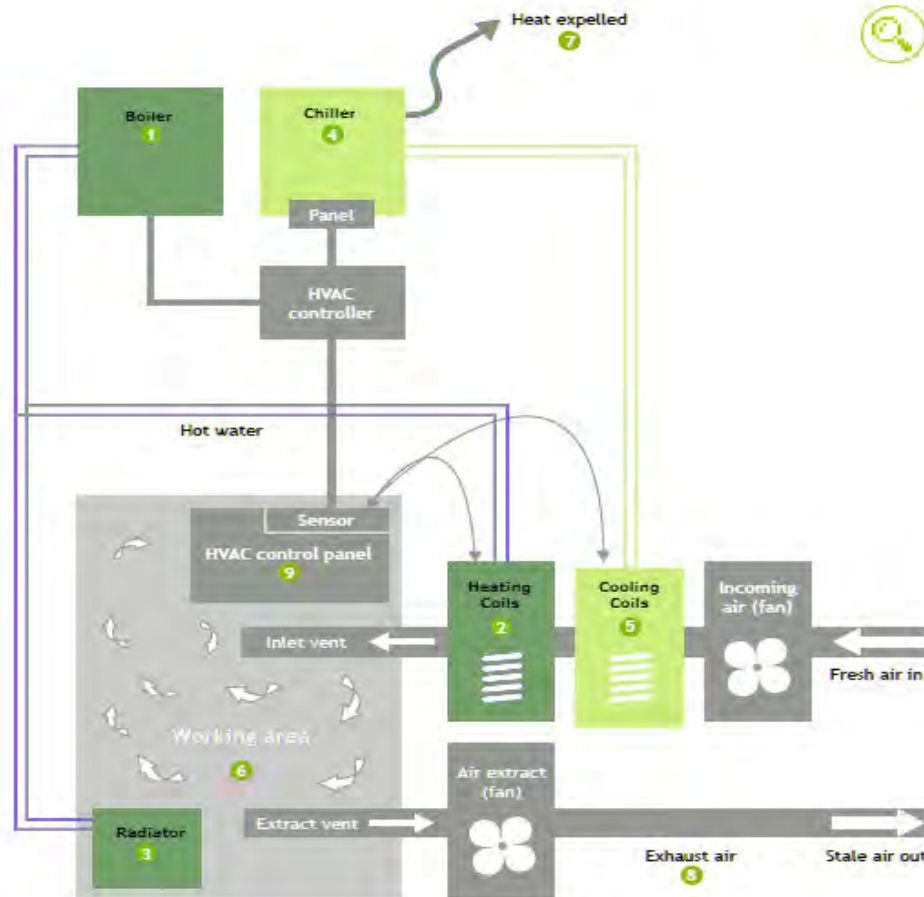 Heat expelled
7
Boiler
1
Chiller
4
Panel
HVAC
controller
Hot water
Sensor
HVAC control panel
9
Heating
Coils
2
Cooling
Coils
5
Incoming
air (fan)
Inlet vent
Fresh air in
Working area
6
Air extract
(fan)
Radiator
3
Extract vent
Exhaust air
8
Stale air out